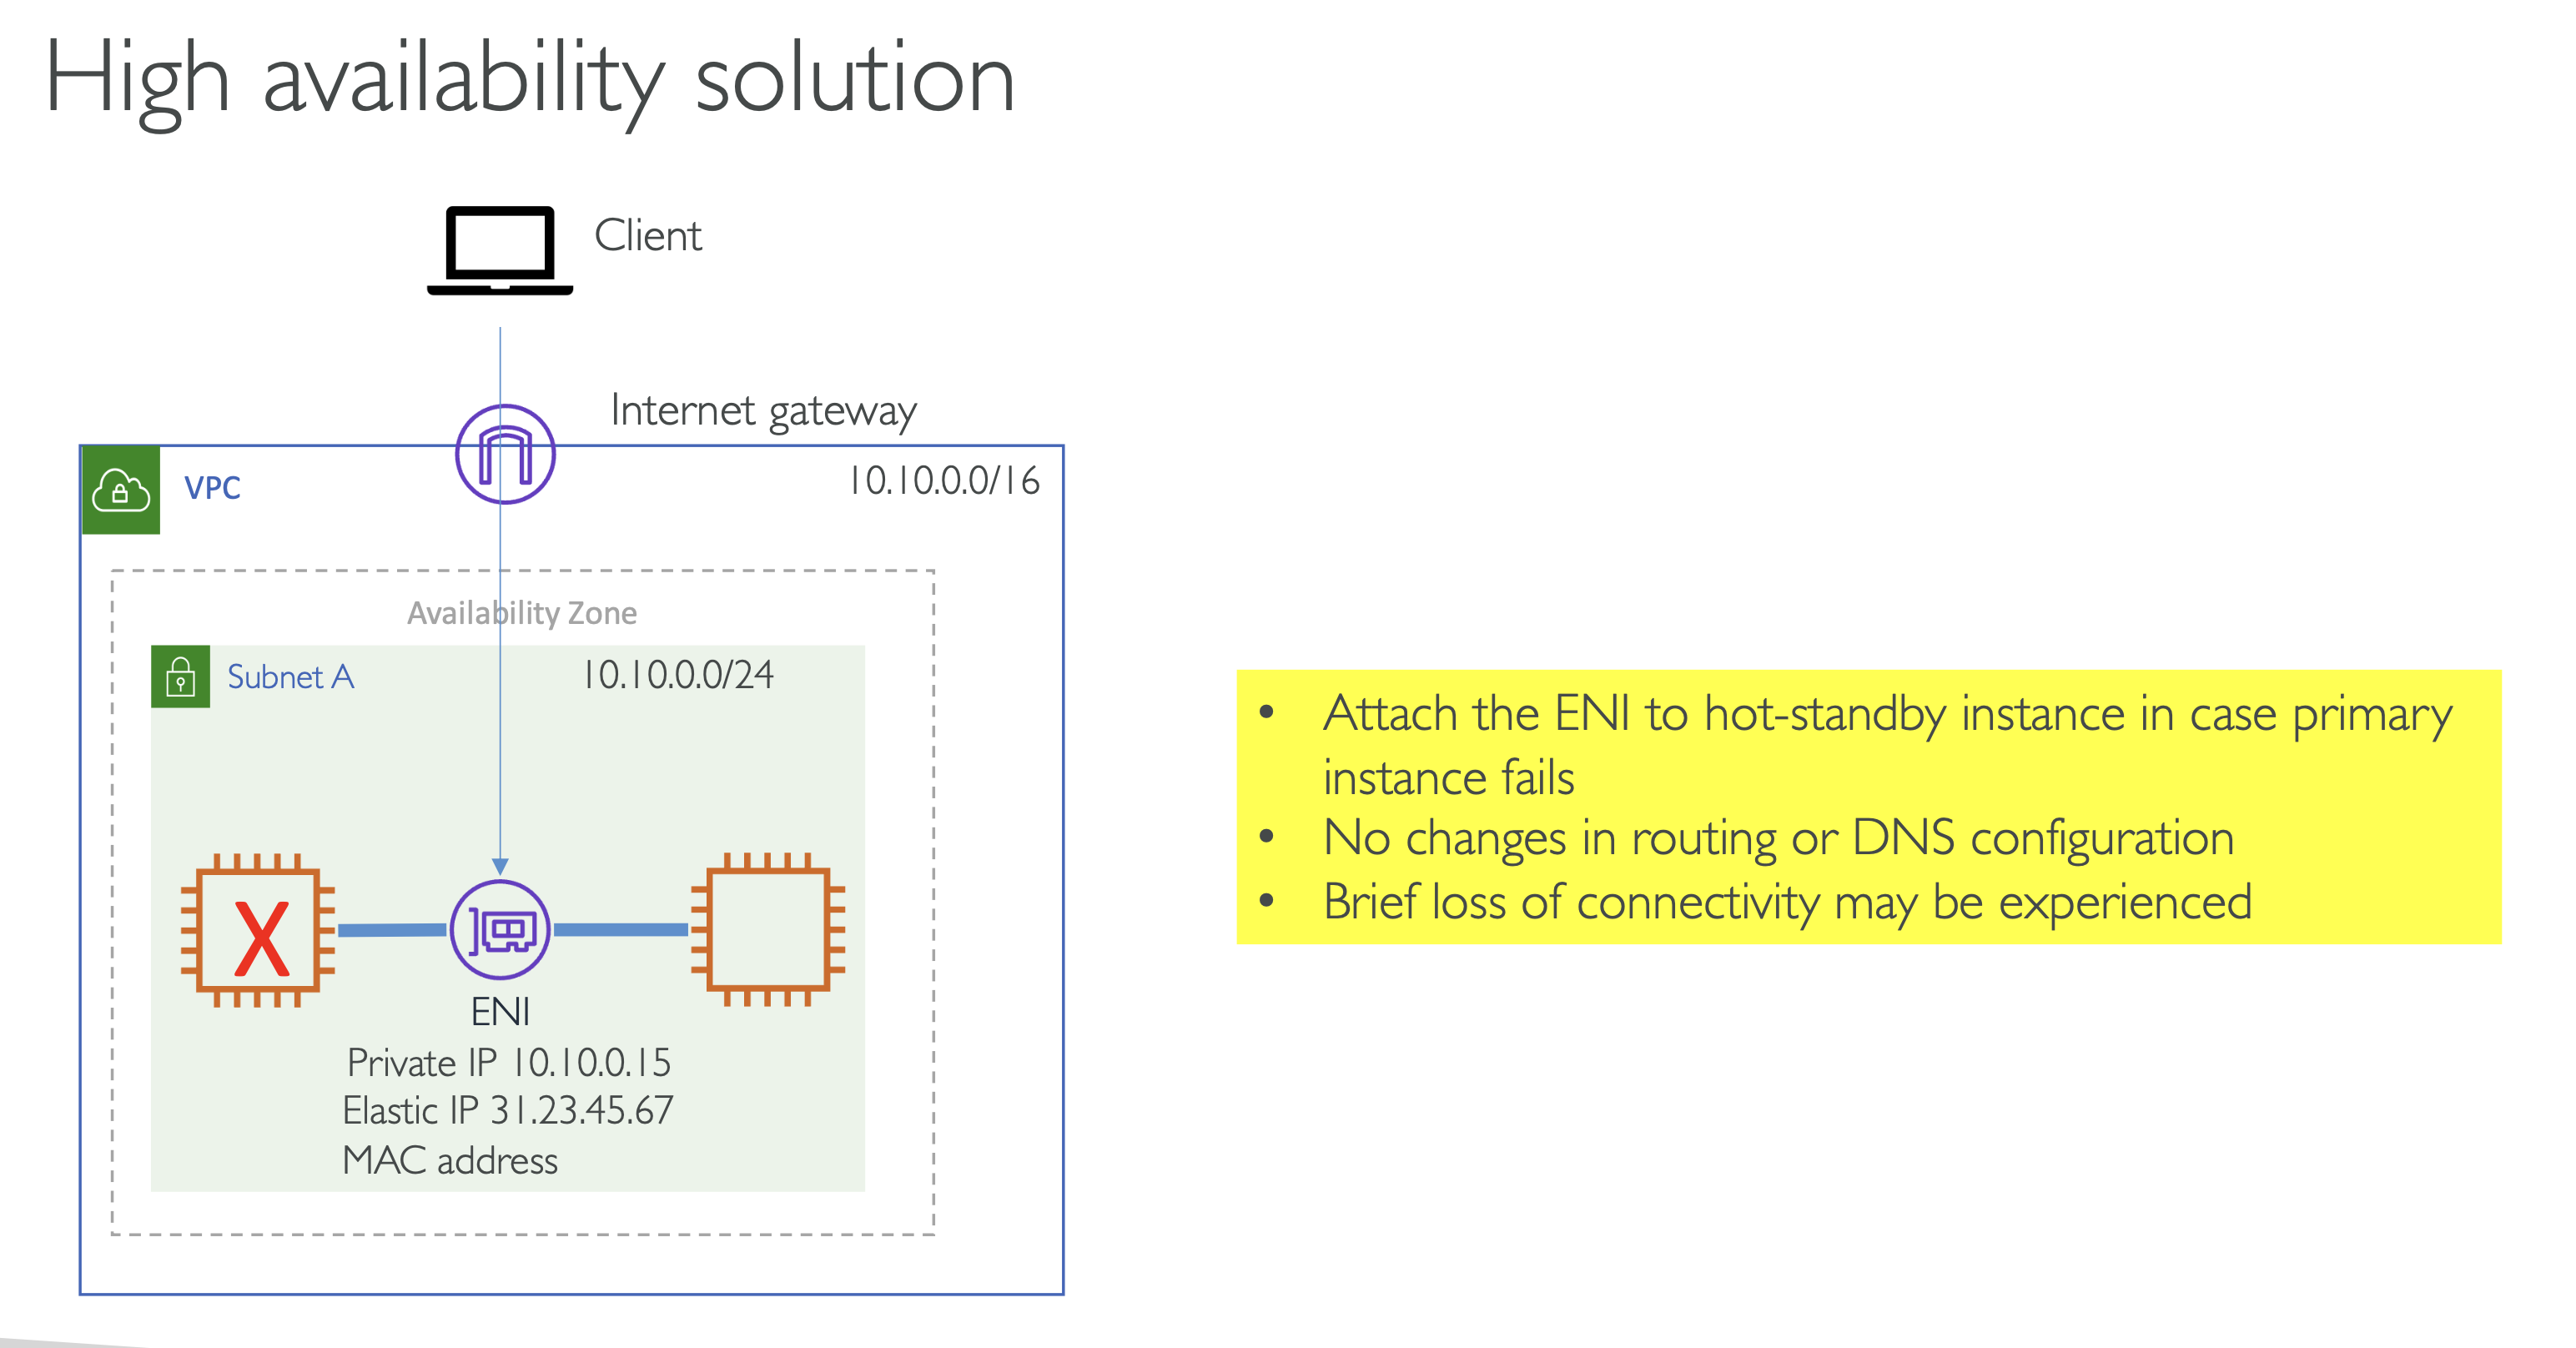 High availability solution
Client
Internet gateway
VPC
10.10.0.0/16
Availability Zone
Subnet A
10.10.0.0/24
X
ENI
Private IP 10.10.0.15
Elastic IP 31.23.45.67
MAC address
• Attach the ENI to hot-standby instance in case primary
instance fails
• No changes in routing or DNS configuration
• Brief loss of connectivity may be experienced